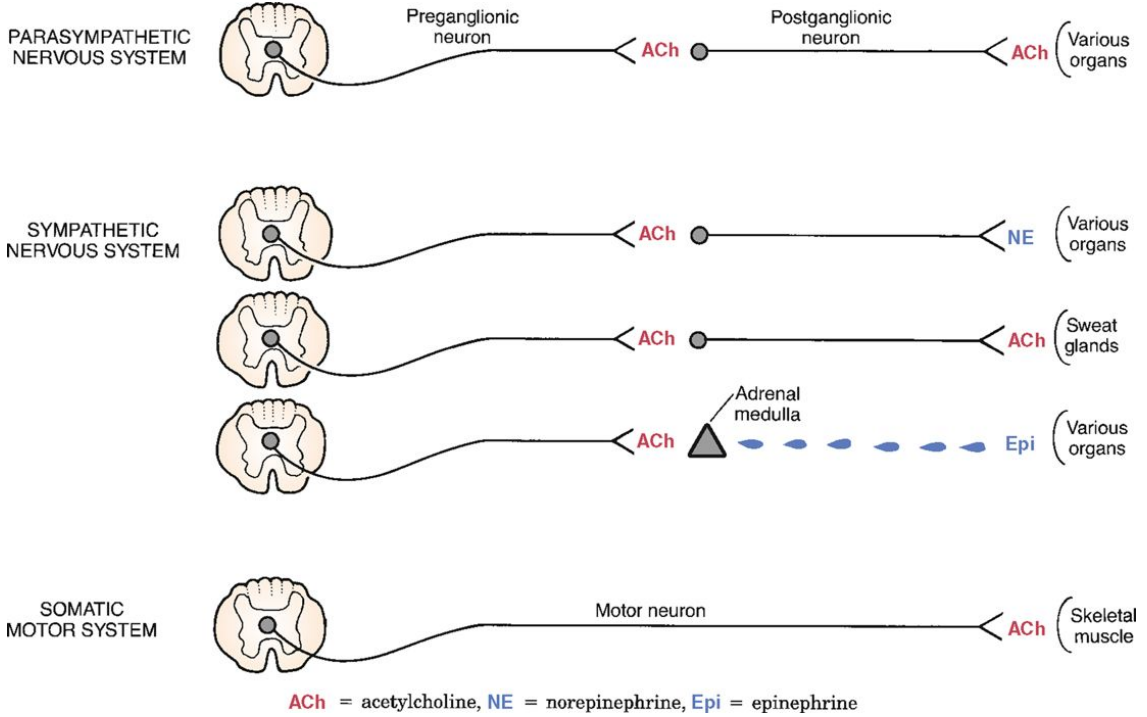 PARASYMPATHETIC
NERVOUS SYSTEM
Preganglionic
neuron
ACh
Postganglionic
neuron
ACh
Various
organs
SYMPATHETIC
NERVOUS SYSTEM
ACh
NE
Various
organs
ACh
ACh
Sweat
glands
ACh
Adrenal
medulla
Epi
Various
organs
SOMATIC
MOTOR SYSTEM
Motor neuron
ACh
Skeletal
muscle
ACh = acetylcholine, NE = norepinephrine, Epi = epinephrine